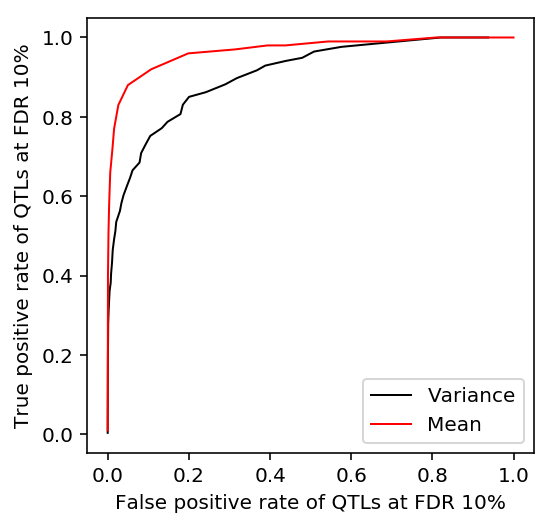 True positive rate of QTLs at FDR 10%
1.0
0.8
0.6
0.4
0.2
0.0
Variance
Mean
0.0 0.2 0.4 0.6 0.8 1.0
False positive rate of QTLs at FDR 10%